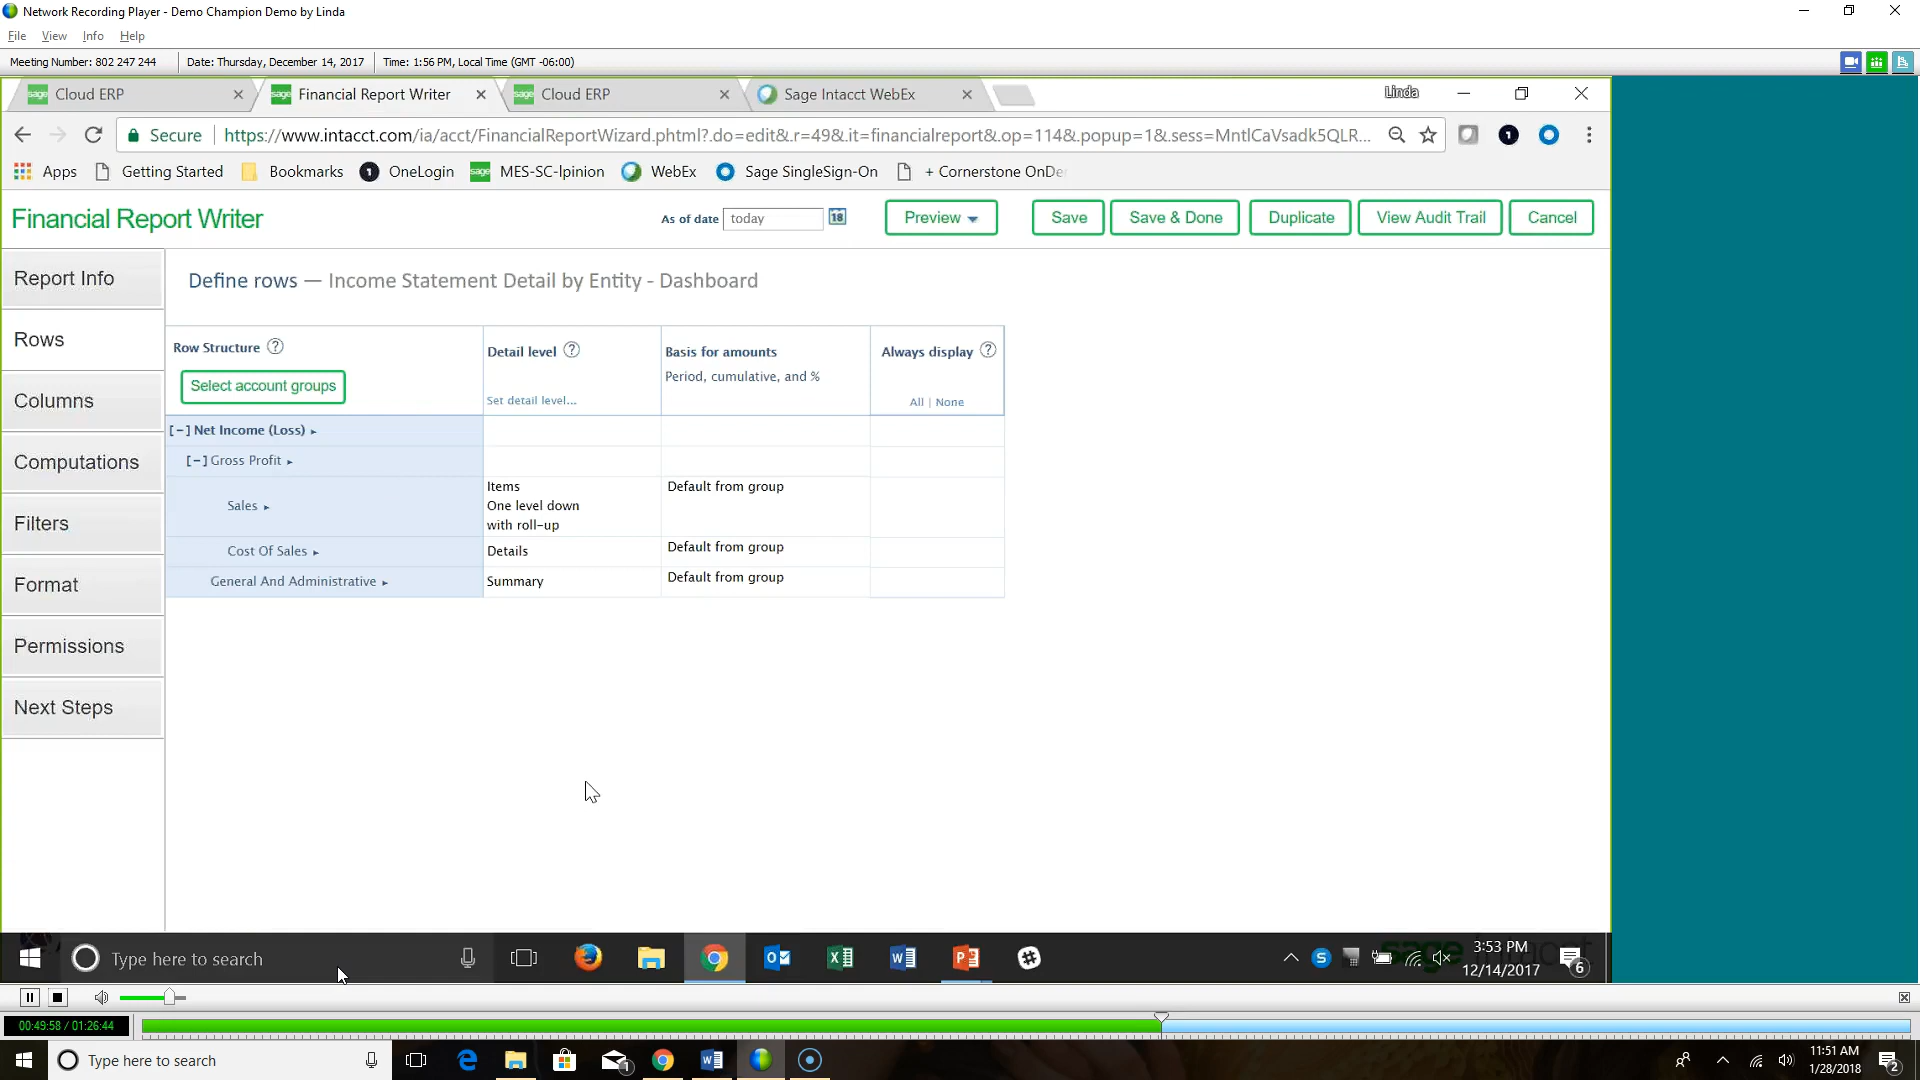 Network Recording Player - Demo Champion Demo by Linda
File View Info Help
Meeting Number: 802 247 244 Date: Thursday, December 14, 2017 Time: 1:56 PM, Local Time (GMT -06:00)
sage Cloud ERP sage Financial Report Writer sage Cloud ERP Sage Intacct WebEx Linda
Secure https://www.intacct.com/ia/acct/FinancialReportWizard.phtml?.do=edit&.r=49&.it=financialreport&.op=114&.popup=1&.sess=MntlCaVsadk5QLR...
Apps Getting Started Bookmarks 1 OneLogin sage MES-SC-Ipinion WebEx Sage SingleSign-On + Cornerstone OnDe
Financial Report Writer As of date today 18 Preview Save Save & Done Duplicate View Audit Trail Cancel
Report Info
Rows
Columns
Computations
Filters
Format
Permissions
Next Steps
Define rows — Income Statement Detail by Entity - Dashboard
Row Structure ? Detail level ? Basis for amounts Always display ?
Period, cumulative, and %
Select account groups
Set detail level... All | None
[-] Net Income (Loss)
[-] Gross Profit
Sales Items Default from group
One level down
with roll-up
Cost Of Sales Details Default from group
General And Administrative Summary Default from group
Type here to search
3:53 PM
12/14/2017
6
00:49:58 / 01:26:44
Type here to search
1
11:51 AM
1/28/2018
2